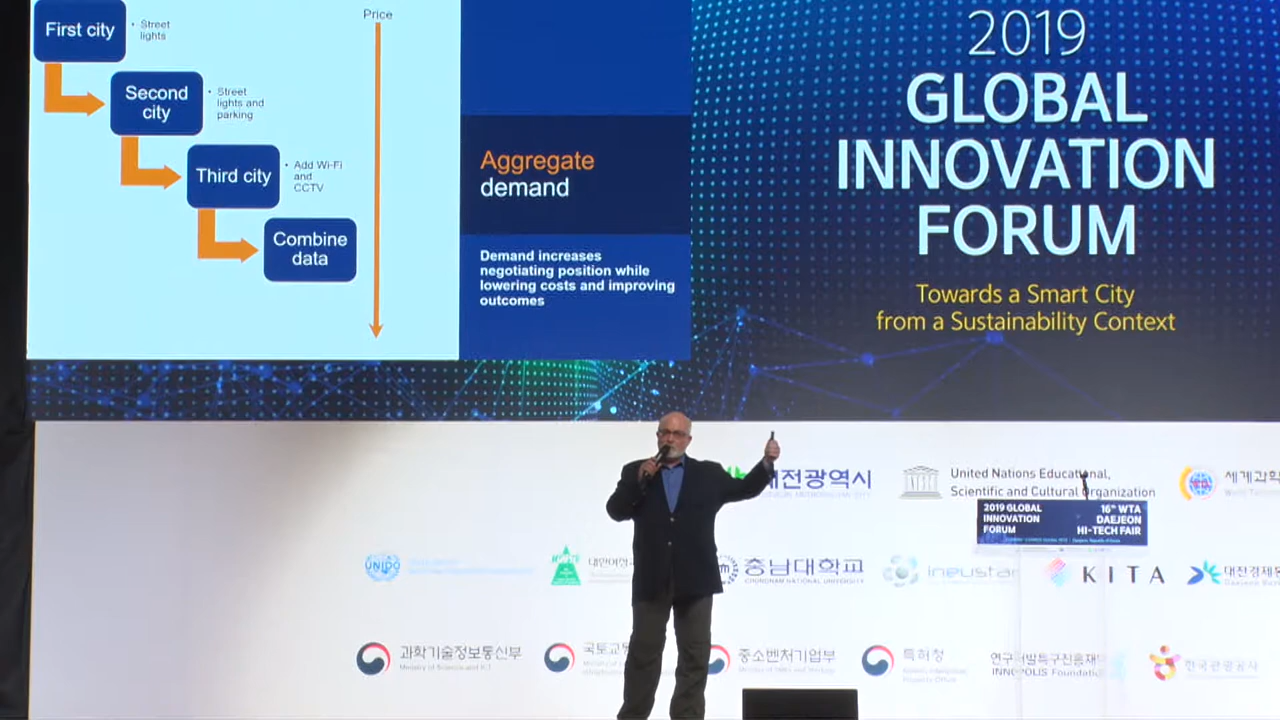 First city
• Street
lights
Second
city
• Street
lights and
parking
Third city
• Add Wi-Fi
and
CCTV
Combine
data
Price
Aggregate
demand
Demand increases
negotiating position while
lowering costs and improving
outcomes
2019
GLOBAL
INNOVATION
FORUM
Towards a Smart City
from a Sustainability Context
대전광역시
United Nations Educational,
Scientific and Cultural Organization
세계과학
2019 GLOBAL
INNOVATION
FORUM
16th WTA
DAEJEON
HI-TECH FAIR
UNIDO
충남대학교
CHUNGNAM NATIONAL UNIVERSITY
ineustar
KITA
대전경제
과학기술정보통신부
Ministry of Science and ICT
국토교
중소벤처기업부
특허청
INNOPOLIS Foundation
한국관광공사